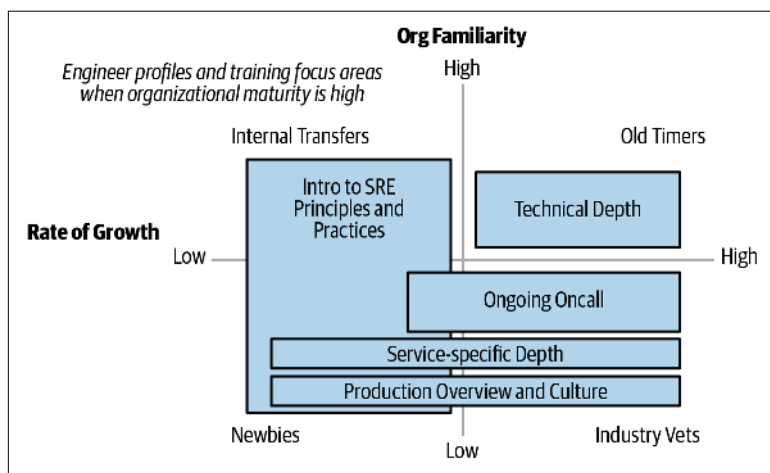 Org Familiarity
Engineer profiles and training focus areas
when organizational maturity is high
High
Internal Transfers
Old Timers
Intro to SRE
Principles and
Practices
Technical Depth
Rate of Growth
Low
High
Ongoing Oncall
Service-specific Depth
Production Overview and Culture
Newbies
Low
Industry Vets